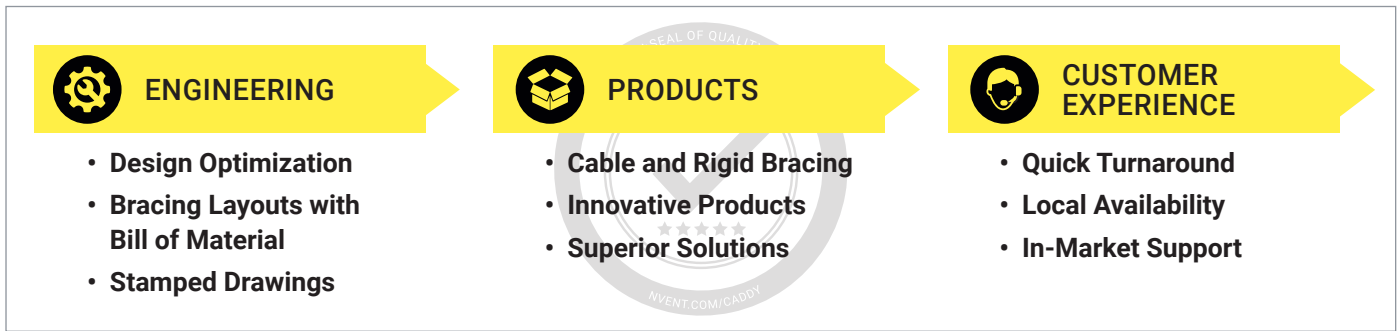 SEAL OF QUALITY
ENGINEERING
• Design Optimization
• Bracing Layouts with
Bill of Material
• Stamped Drawings
PRODUCTS
• Cable and Rigid Bracing
• Innovative Products
• Superior Solutions
NVENT.COM/CADDY
CUSTOMER
EXPERIENCE
• Quick Turnaround
• Local Availability
• In-Market Support